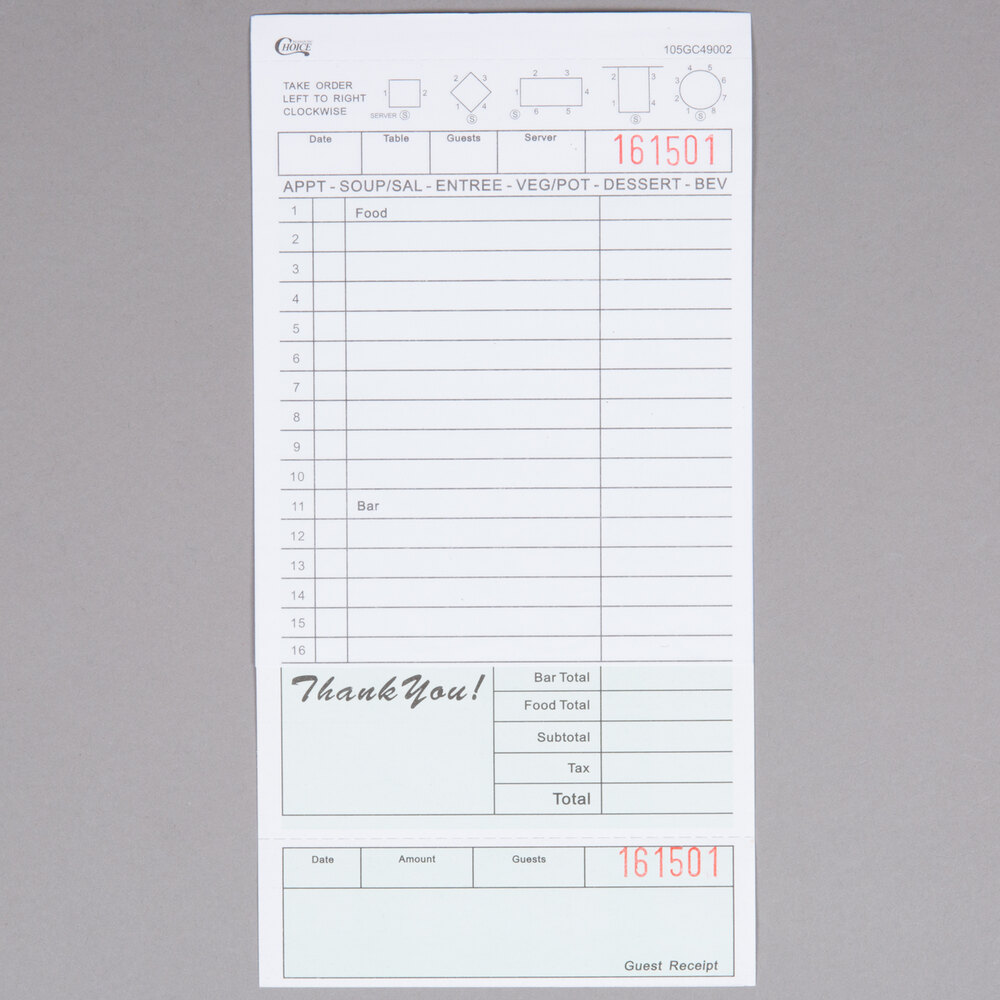 CHOICE
105GC49002
TAKE ORDER
LEFT TO RIGHT
CLOCKWISE
SERVER S
1 2
1 2 3 4 S
1 2 3 4 5 6 S
1 2 3 4 S
1 2 3 4 5 6 7 8 S
Date Table Guests Server 161501
APPT - SOUP/SAL - ENTREE - VEG/POT - DESSERT - BEV
1 Food
2
3
4
5
6
7
8
9
10
11 Bar
12
13
14
15
16
Thank You!
Bar Total
Food Total
Subtotal
Tax
Total
Date Amount Guests 161501
Guest Receipt